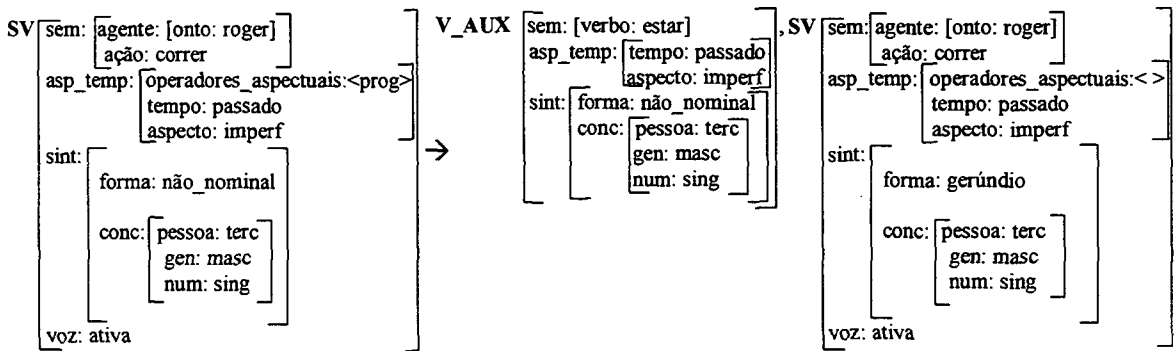 SV sem: agente: [onto: roger]
ação: correr
asp_temp: operadores_aspectuais:<prog>
tempo: passado
aspecto: imperf
sint:
forma: não_nominal
conc: pessoa: terc
gen: masc
num: sing
voz: ativa
→
V_AUX sem: [verbo: estar]
asp_temp: tempo: passado
aspecto: imperf
sint: forma: não_nominal
conc: pessoa: terc
gen: masc
num: sing
, SV sem: agente: [onto: roger]
ação: correr
asp_temp: operadores_aspectuais:< >
tempo: passado
aspecto: imperf
sint:
forma: gerúndio
conc: pessoa: terc
gen: masc
num: sing
voz: ativa